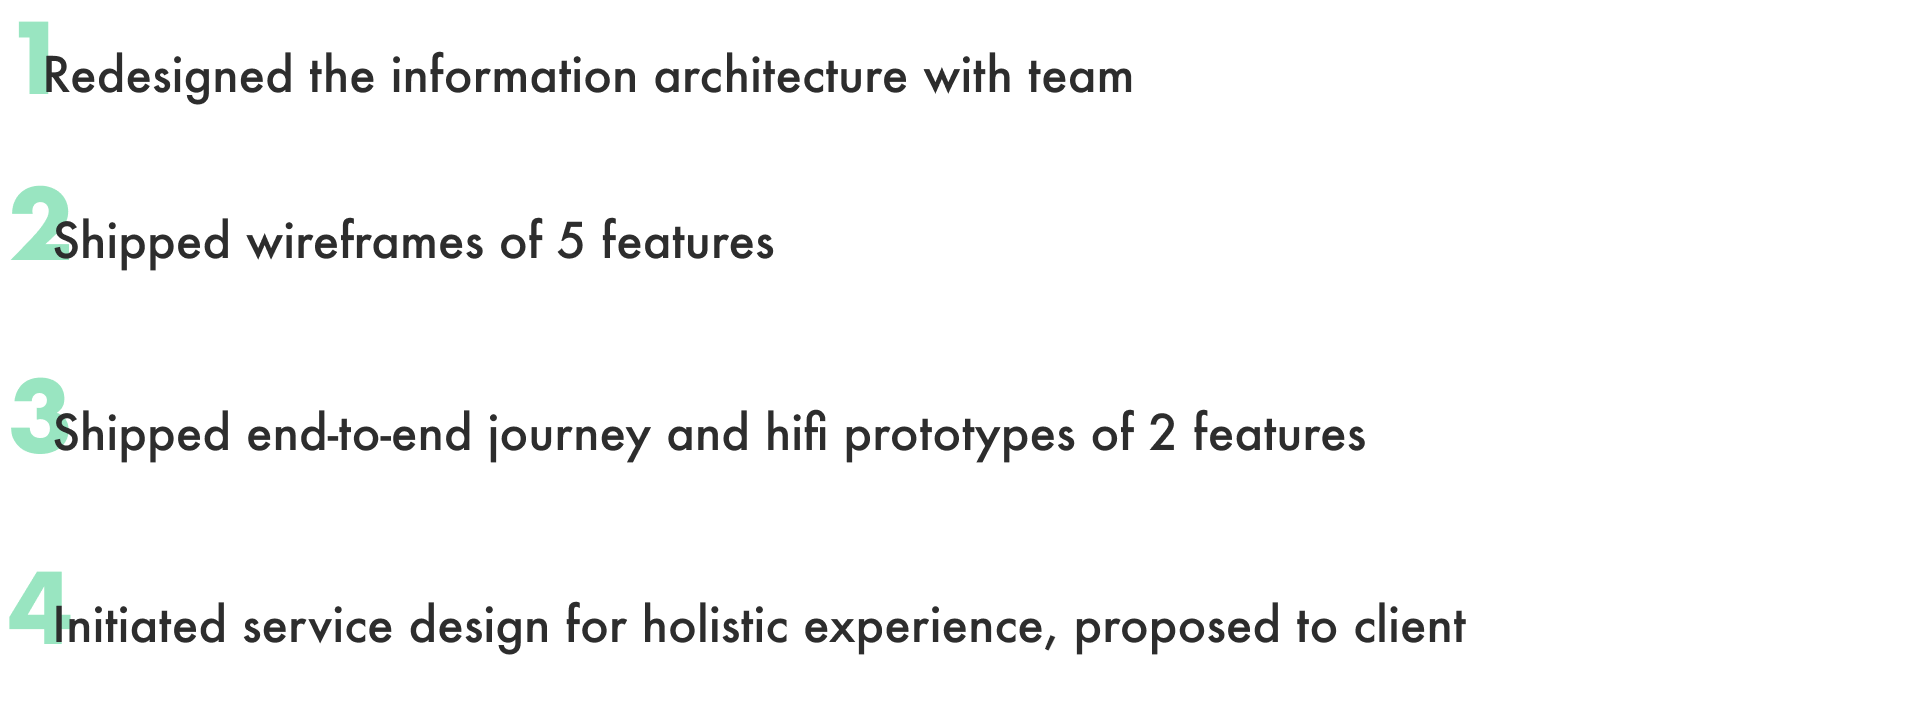 1 Redesigned the information architecture with team
2 Shipped wireframes of 5 features
3 Shipped end-to-end journey and hifi prototypes of 2 features
4 Initiated service design for holistic experience, proposed to client